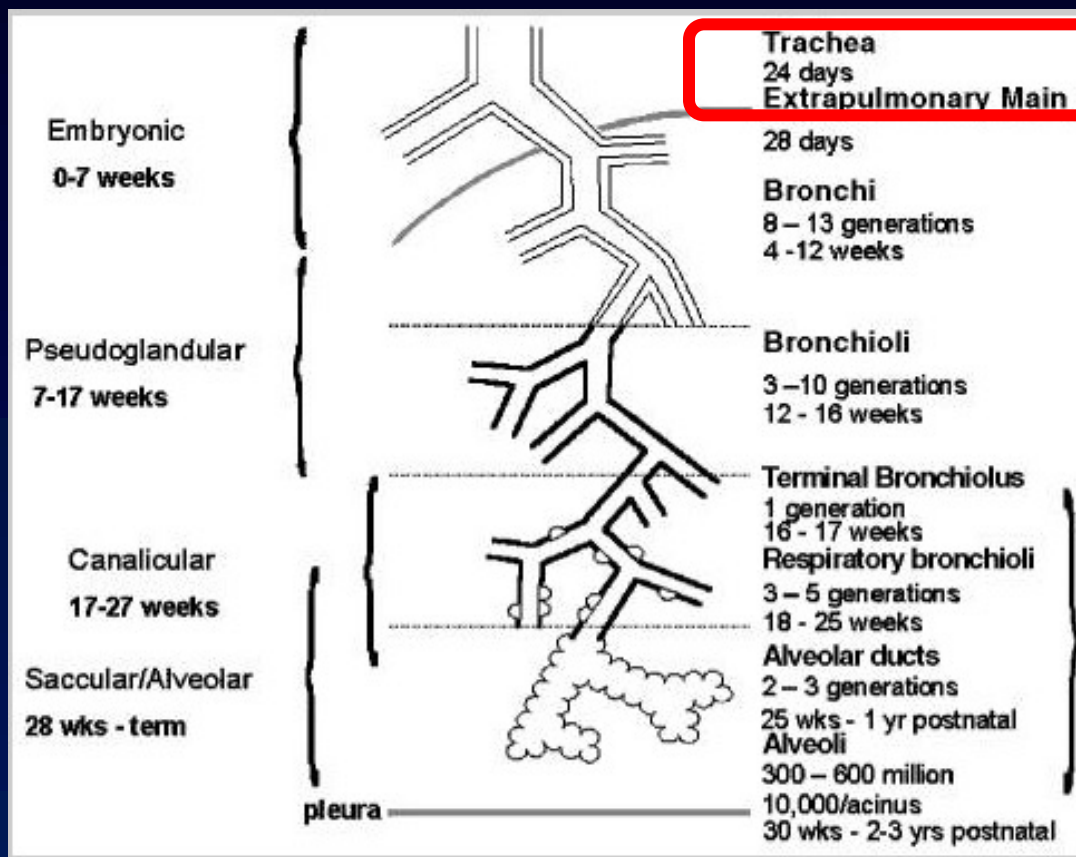 Embryonic
0-7 weeks
Pseudoglandular
7-17 weeks
Canalicular
17-27 weeks
Saccular/Alveolar
28 wks - term
pleura
Trachea
24 days
Extrapulmonary Main
28 days
Bronchi
8 – 13 generations
4 -12 weeks
Bronchioli
3 –10 generations
12 - 16 weeks
Terminal Bronchiolus
1 generation
16 - 17 weeks
Respiratory bronchioli
3 – 5 generations
18 - 25 weeks
Alveolar ducts
2 – 3 generations
25 wks - 1 yr postnatal
Alveoli
300 – 600 million
10,000/acinus
30 wks - 2-3 yrs postnatal